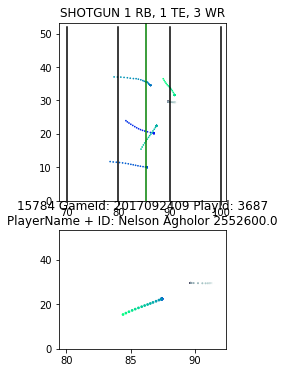 SHOTGUN 1 RB, 1 TE, 3 WR
50
40
30
20
10
0
70 80 90 100
15784 GameId: 2017092409 PlayId: 3687
PlayerName + ID: Nelson Agholor 2552600.0
40
20
0
80 85 90